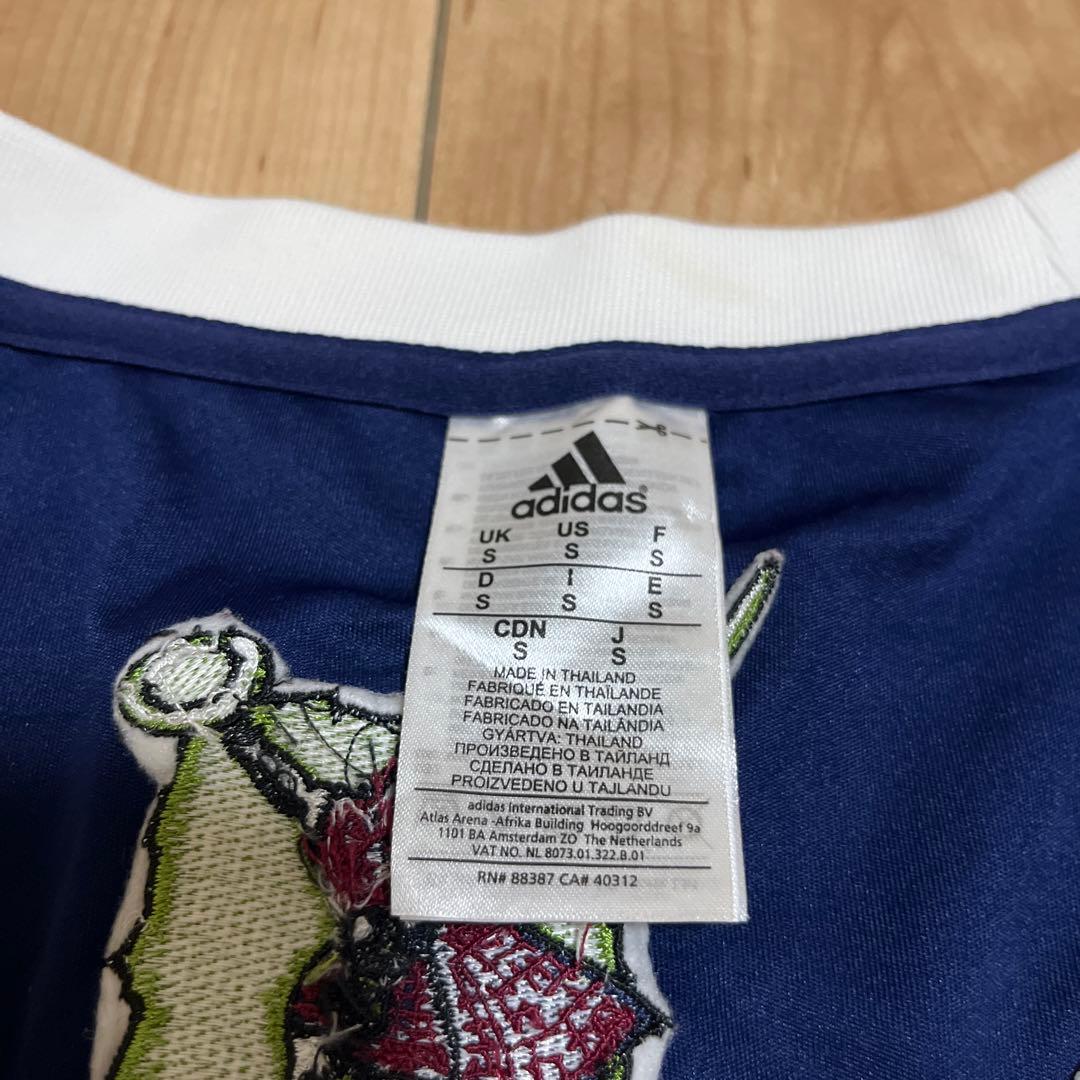 adidas®
UK US F
S S S
D I E
S S S
CDN J
S S
MADE IN THAILAND
FABRIQUÉ EN THAÏLANDE
FABRICADO EN TAILANDIA
FABRICADO NA TAILÂNDIA
GYÁRTVA: THAILAND
ПРОИЗВЕДЕНО В ТАЙЛАНД
СДЕЛАНО В ТАИЛАНДЕ
PROIZVEDENO U TAJLANDU
adidas International Trading BV
Atlas Arena -Afrika Building Hoogoorddreef 9a
1101 BA Amsterdam ZO The Netherlands
VAT NO. NL 8073.01.322.B.01
RN# 88387 CA# 40312